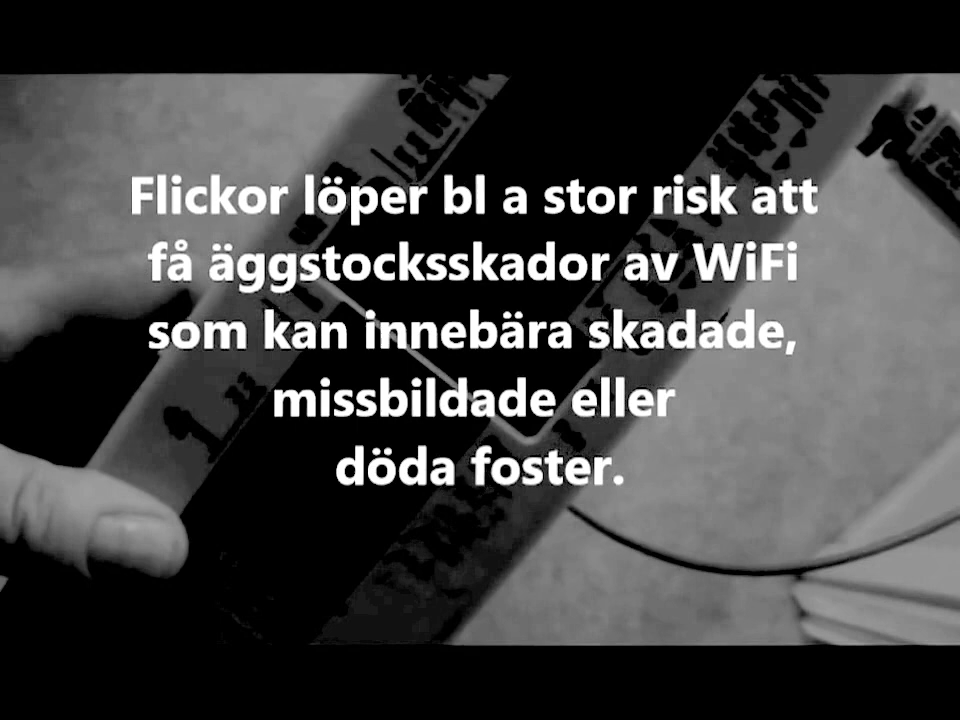 Flickor löper bl a stor risk att
få äggstocksskador av WiFi
som kan innebära skadade,
missbildade eller
döda foster.